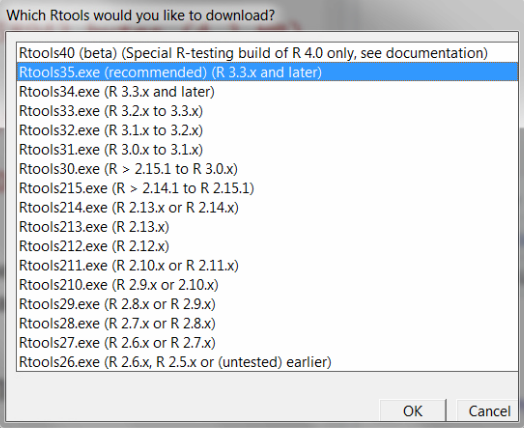 Which Rtools would you like to download?
Rtools40 (beta) (Special R-testing build of R 4.0 only, see documentation)
Rtools35.exe (recommended) (R 3.3.x and later)
Rtools34.exe (R 3.3.x and later)
Rtools33.exe (R 3.2.x to 3.3.x)
Rtools32.exe (R 3.1.x to 3.2.x)
Rtools31.exe (R 3.0.x to 3.1.x)
Rtools30.exe (R > 2.15.1 to R 3.0.x)
Rtools215.exe (R > 2.14.1 to R 2.15.1)
Rtools214.exe (R 2.13.x or R 2.14.x)
Rtools213.exe (R 2.13.x)
Rtools212.exe (R 2.12.x)
Rtools211.exe (R 2.10.x or R 2.11.x)
Rtools210.exe (R 2.9.x or 2.10.x)
Rtools29.exe (R 2.8.x or R 2.9.x)
Rtools28.exe (R 2.7.x or R 2.8.x)
Rtools27.exe (R 2.6.x or R 2.7.x)
Rtools26.exe (R 2.6.x, R 2.5.x or (untested) earlier)
OK Cancel